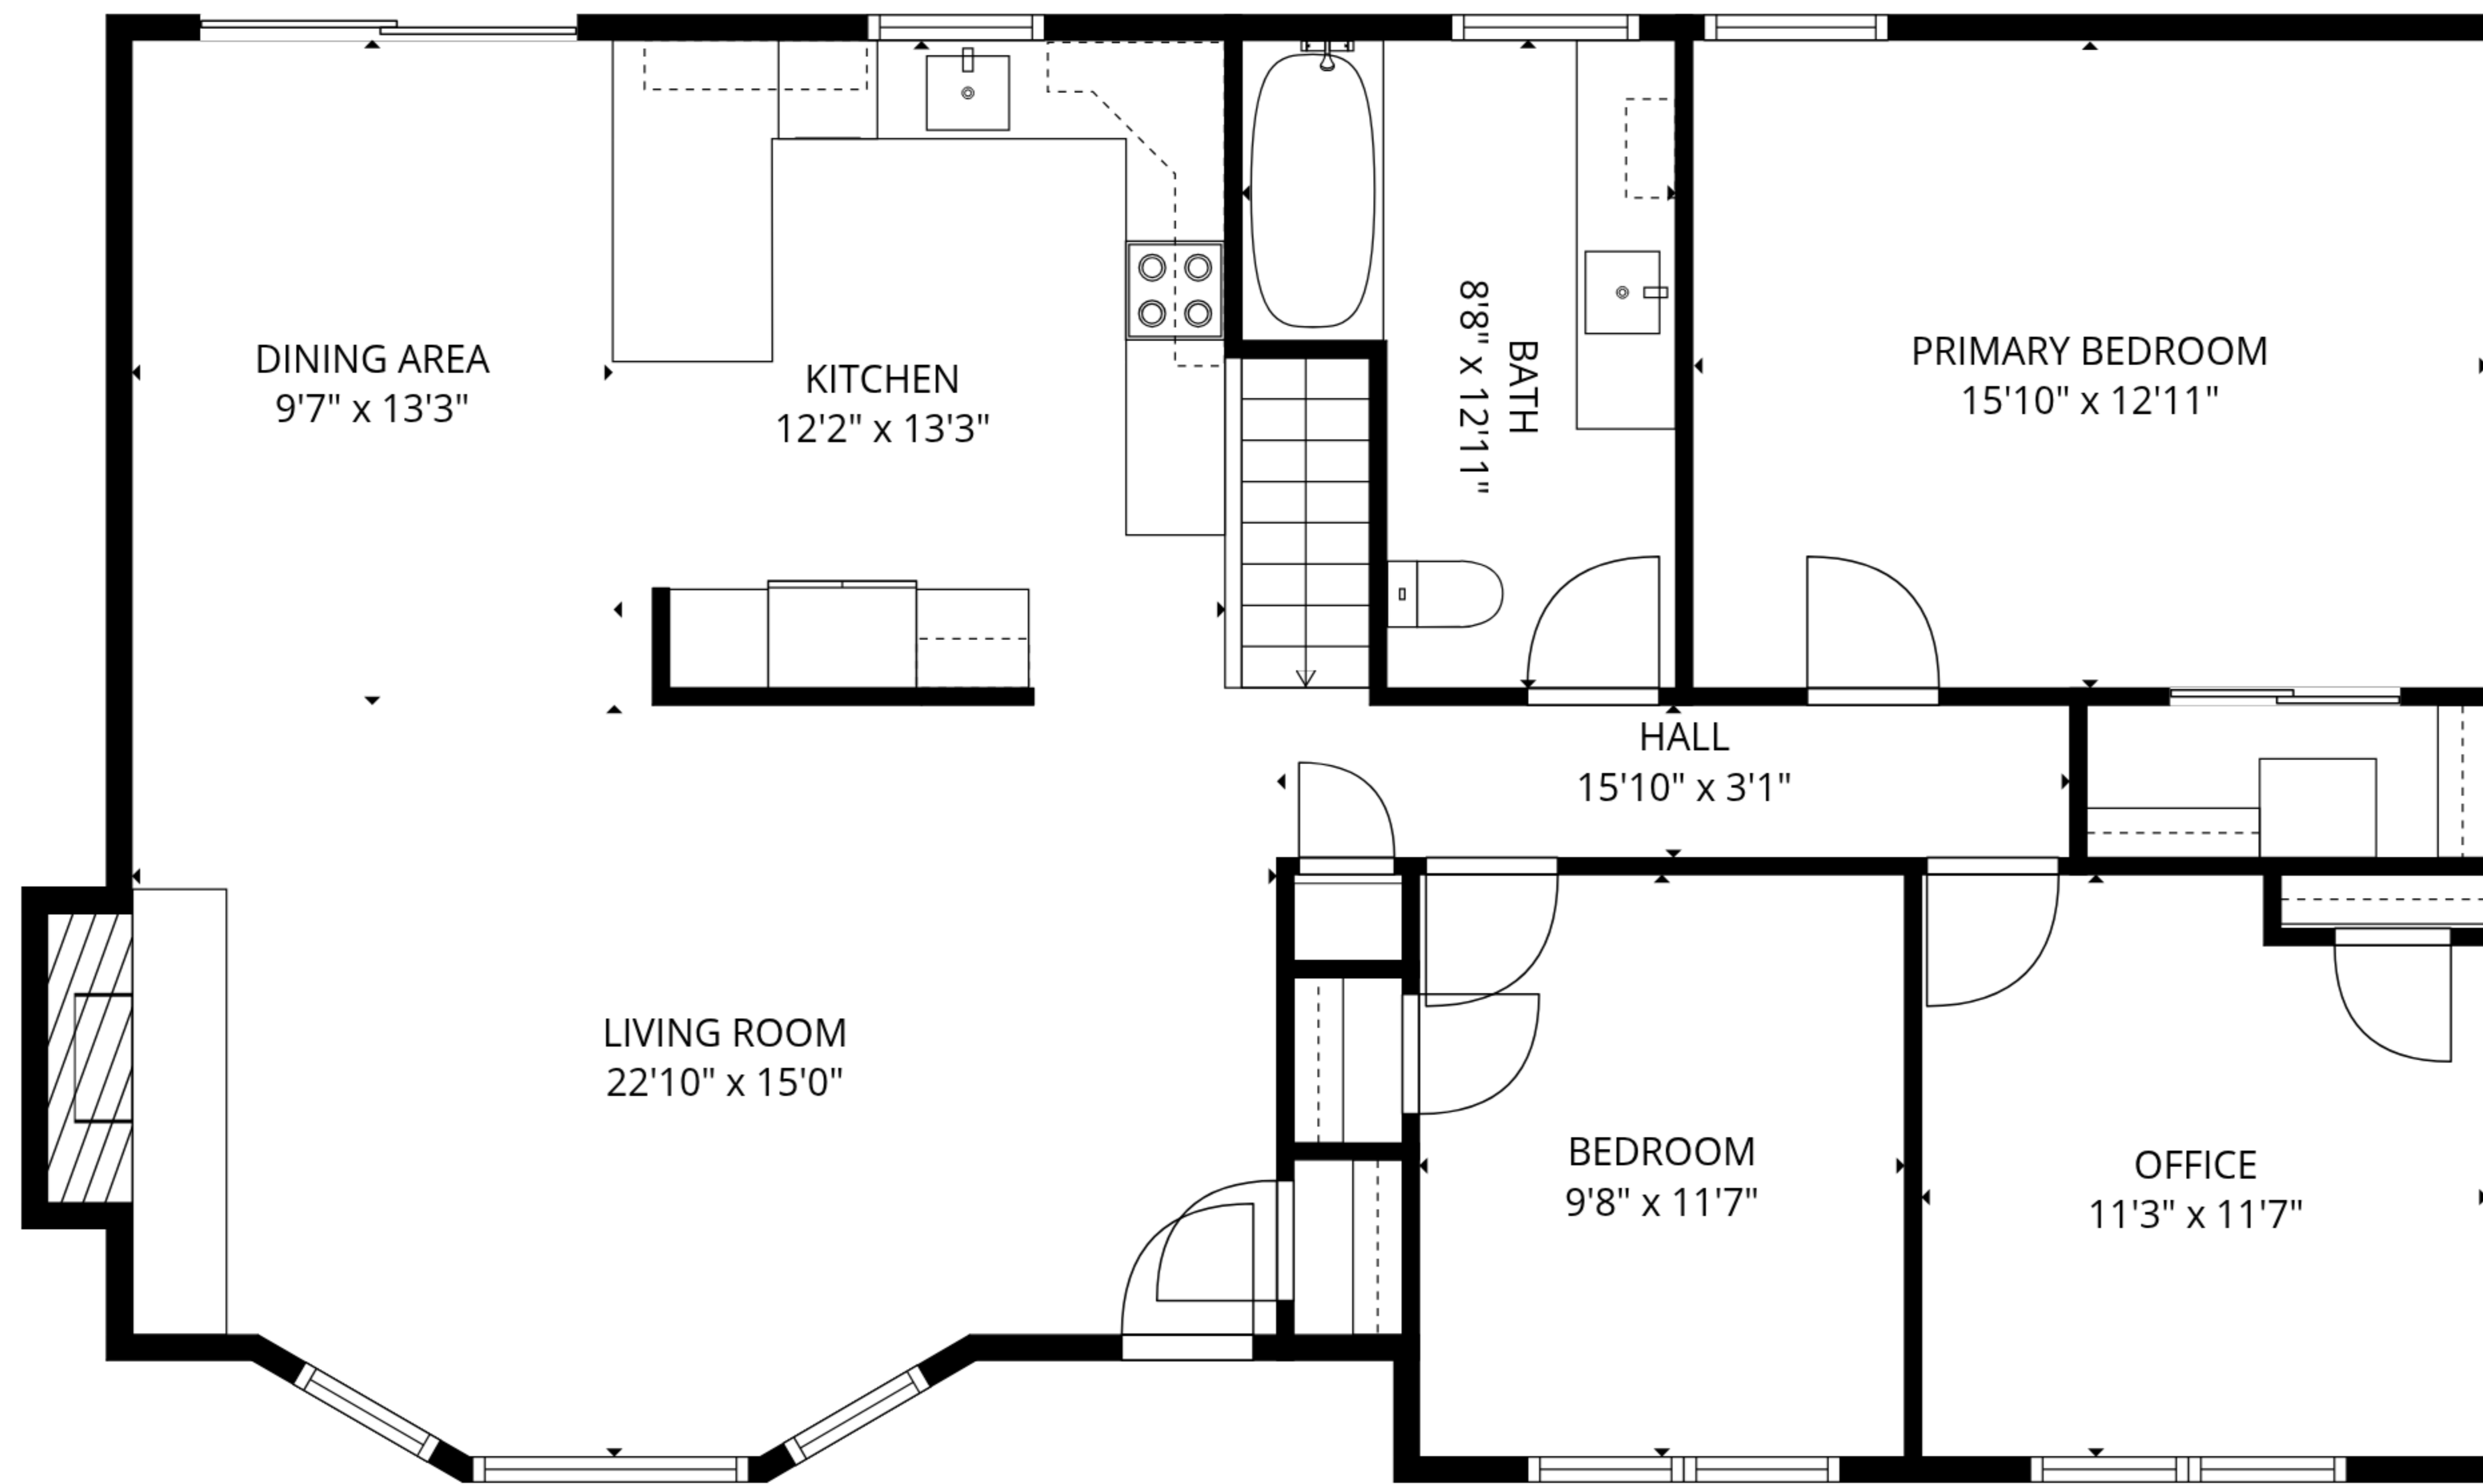 DINING AREA
9'7" x 13'3"
KITCHEN
12'2" x 13'3"
BATH
8'8" x 12'11"
PRIMARY BEDROOM
15'10" x 12'11"
HALL
15'10" x 3'1"
LIVING ROOM
22'10" x 15'0"
BEDROOM
9'8" x 11'7"
OFFICE
11'3" x 11'7"